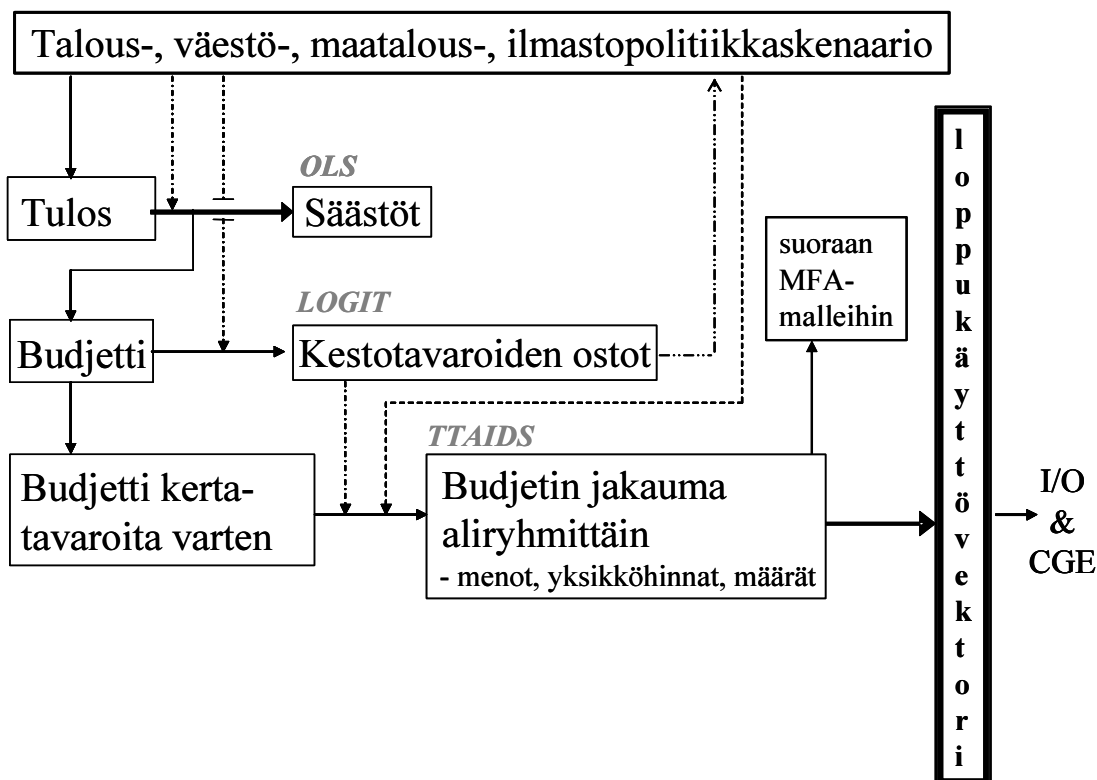 Talous-, väestö-, maatalous-, ilmastopolitiikkaskenaario
OLS
Tulos
Säästöt
suoraan
MFA-
malleihin
LOGIT
Budjetti
Kestotavaroiden ostot
TTAIDS
Budjetti kerta-
tavaroita varten
Budjetin jakauma
aliryhmittäin
- menot, yksikköhinnat, määrät
l
o
p
p
u
k
ä
y
t
t
ö
v
e
k
t
o
r
i
I/O
&
CGE